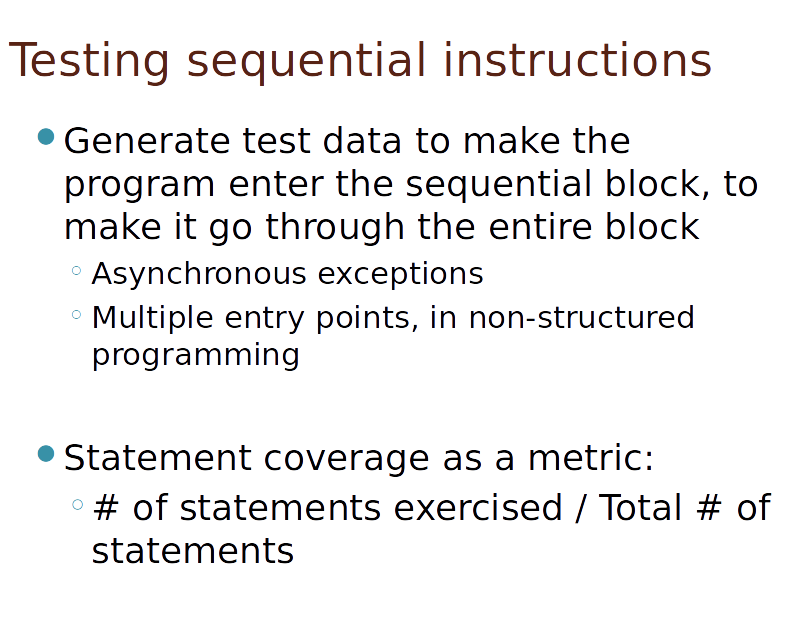 Testing sequential instructions
Generate test data to make the
program enter the sequential block, to
make it go through the entire block
Asynchronous exceptions
Multiple entry points, in non-structured
programming
Statement coverage as a metric:
# of statements exercised / Total # of
statements